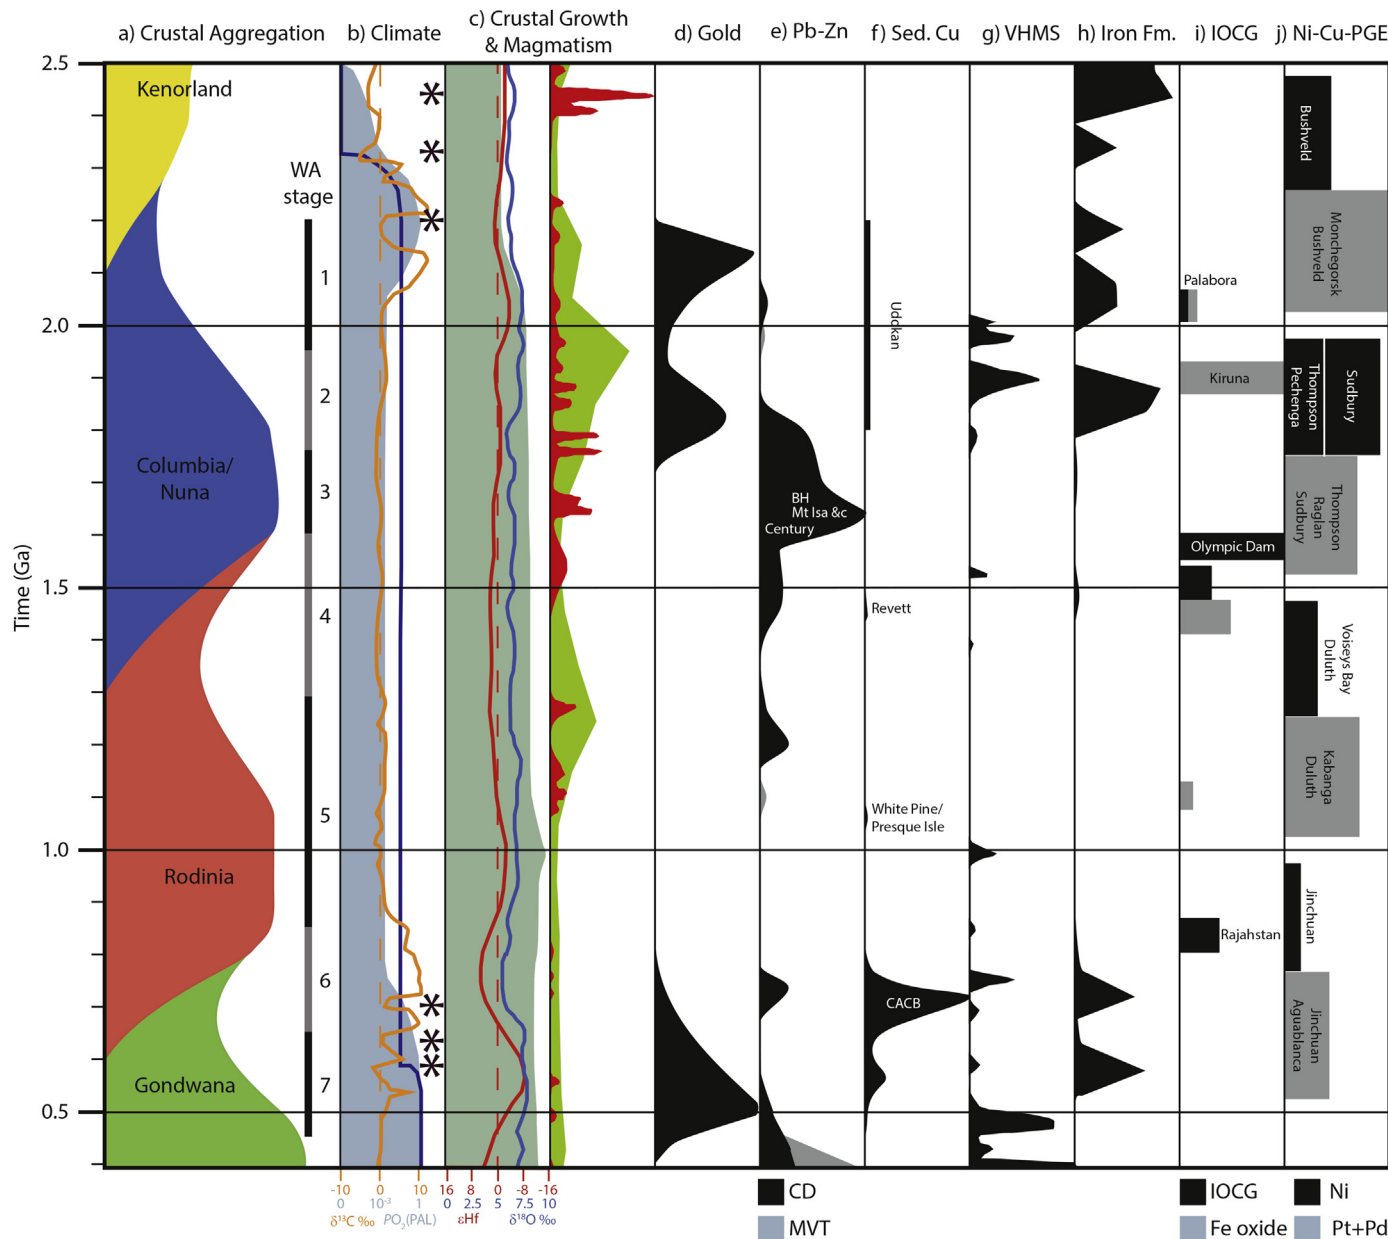 a) Crustal Aggregation
b) Climate
c) Crustal Growth
& Magmatism
d) Gold
e) Pb-Zn
f) Sed. Cu
g) VHMS
h) Iron Fm.
i) IOCG
j) Ni-Cu-PGE
Time (Ga)
2.5
2.0
1.5
1.0
0.5
Kenorland
Columbia/
Nuna
Rodinia
Gondwana
WA
stage
1
2
3
4
5
6
7
*
*
*
*
*
*
BH
Mt Isa &c
Century
Udokan
Revett
White Pine/
Presque Isle
CACB
Palabora
Kiruna
Olympic Dam
Rajahstan
Bushveld
Monchegorsk
Bushveld
Thompson
Pechenga
Sudbury
Thompson
Raglan
Sudbury
Voiseys Bay
Duluth
Kabanga
Duluth
Jinchuan
Jinchuan
Aguablanca
-10 0 10
0 10⁻³ 1
δ¹³C ‰ PO₂(PAL)
16 8 0 -8 -16
0 2.5 5 7.5 10
εHf δ¹⁸O ‰
CD
MVT
IOCG
Fe oxide
Ni
Pt+Pd